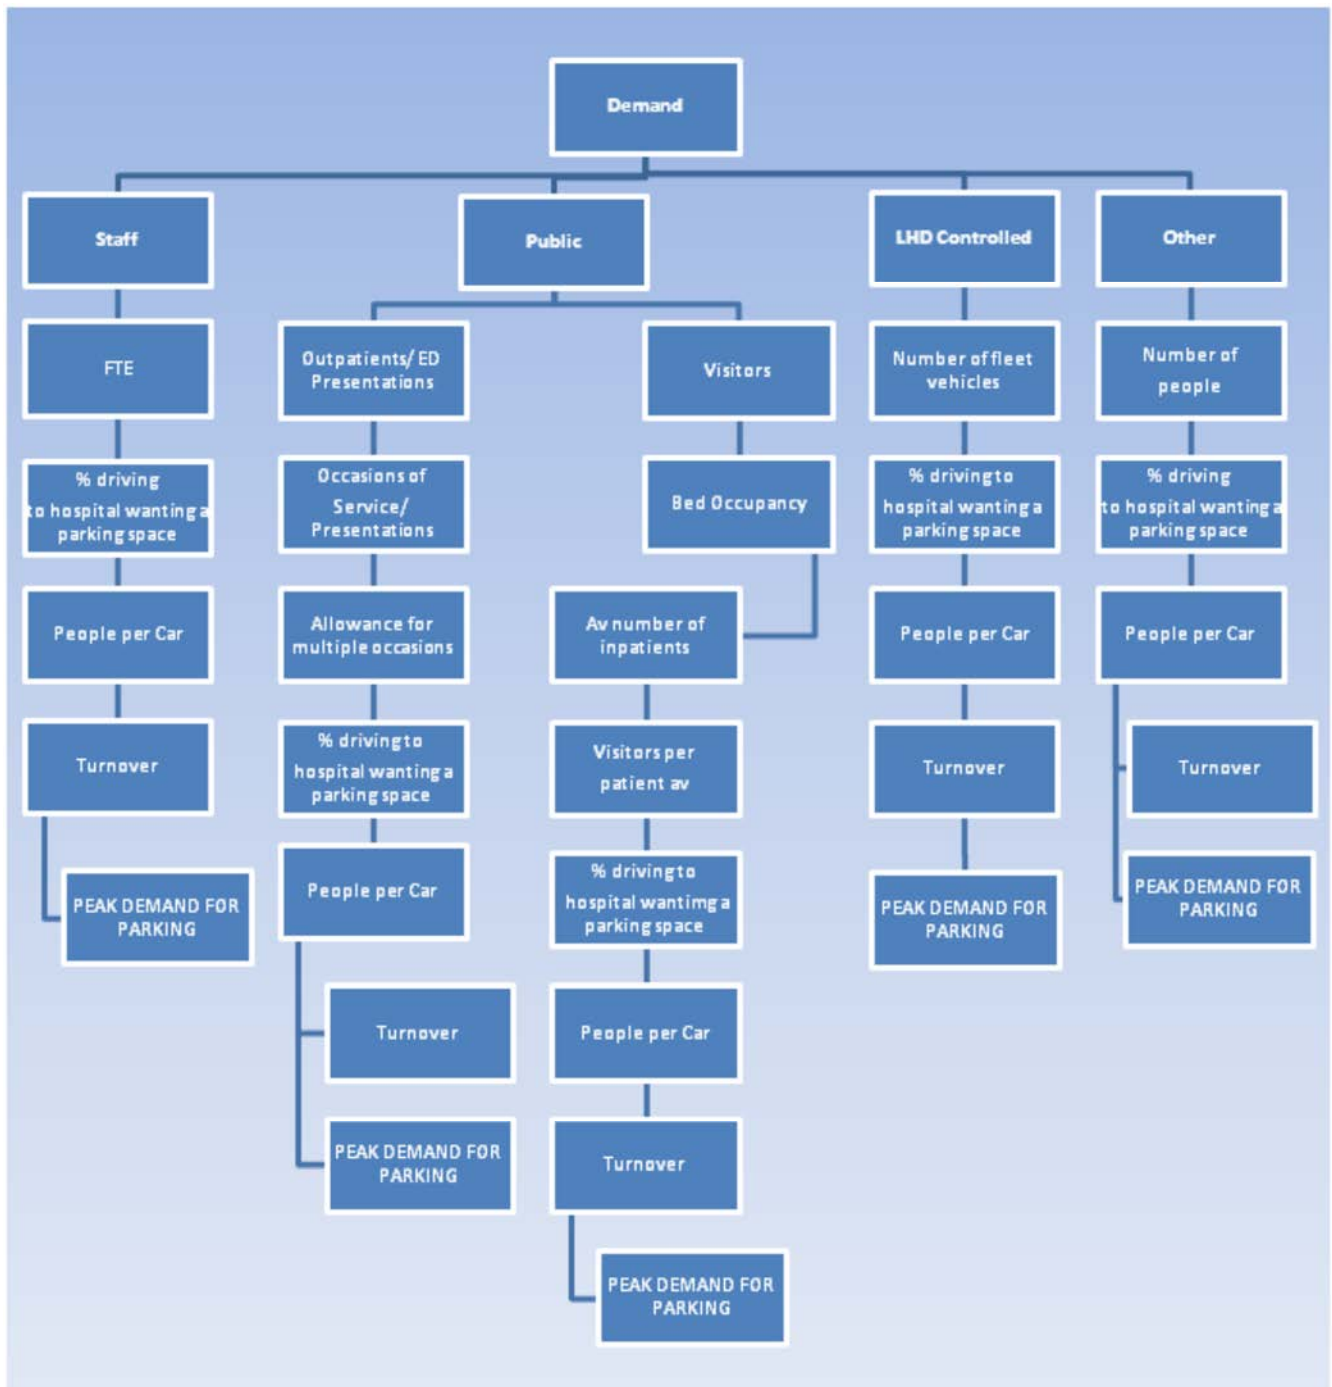 Demand
Staff
Public
LHD Controlled
Other
FTE
Outpatients/ ED
Presentations
Visitors
Number of fleet
vehicles
Number of
people
% driving
to hospital wanting a
parking space
Occasions of
Service/
Presentations
Bed Occupancy
% driving to
hospital wanting a
parking space
% driving
to hospital wanting a
parking space
People per Car
Allowance for
multiple occasions
Av number of
inpatients
People per Car
People per Car
Turnover
% driving to
hospital wanting a
parking space
Visitors per
patient av
Turnover
Turnover
PEAK DEMAND FOR
PARKING
People per Car
% driving to
hospital wantimg a
parking space
PEAK DEMAND FOR
PARKING
PEAK DEMAND FOR
PARKING
Turnover
People per Car
PEAK DEMAND FOR
PARKING
Turnover
PEAK DEMAND FOR
PARKING